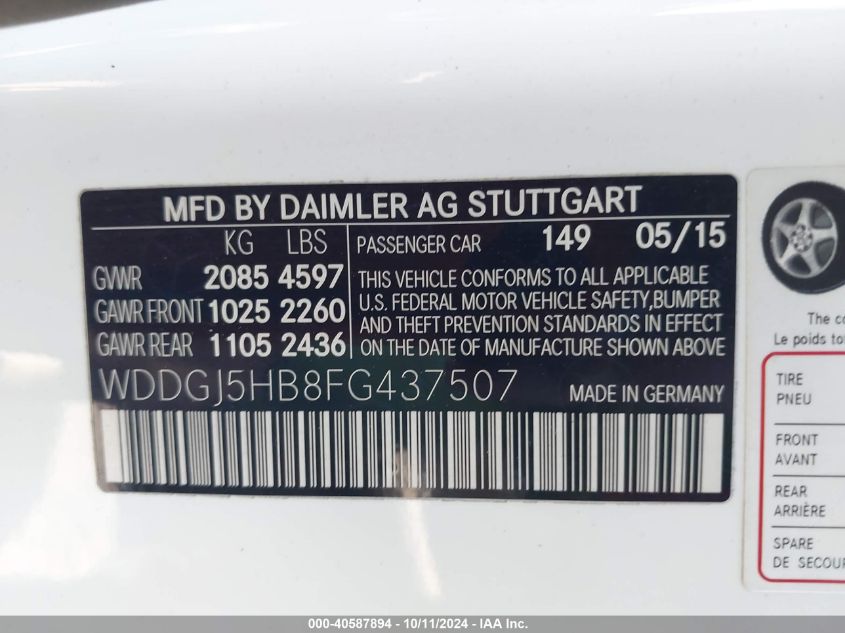 MFD BY DAIMLER AG STUTTGART
KG LBS
GVWR 2085 4597
GAWR FRONT 1025 2260
GAWR REAR 1105 2436
PASSENGER CAR 149 05/15
THIS VEHICLE CONFORMS TO ALL APPLICABLE
U.S. FEDERAL MOTOR VEHICLE SAFETY,BUMPER
AND THEFT PREVENTION STANDARDS IN EFFECT
ON THE DATE OF MANUFACTURE SHOWN ABOVE
WDDGJ5HB8FG437507 MADE IN GERMANY
The
Le poids
TIRE
PNEU
FRONT
AVANT
REAR
ARRIÈRE
SPARE
DE
000-40587894 - 10/11/2024 - IAA Inc.